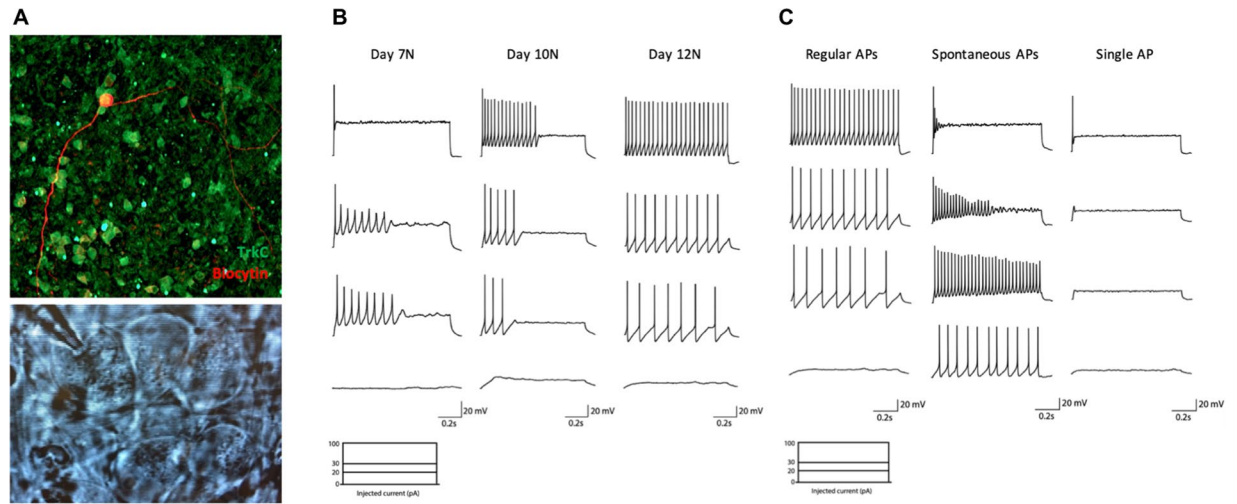 A
B
C
TrkC
Biocytin
Day 7N
Day 10N
Day 12N
20 mV
0.2s
20 mV
0.2s
20 mV
0.2s
100
30
20
0
Injected current (pA)
Regular APs
Spontaneous APs
Single AP
20 mV
0.2s
20 mV
0.2s
20 mV
0.2s
100
30
20
0
Injected current (pA)